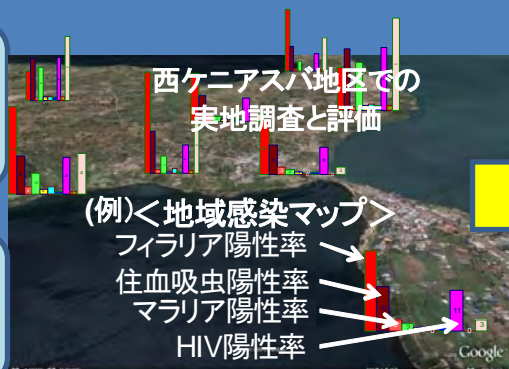 西ケニアスバ地区での
実地調査と評価
(例)＜地域感染マップ＞
フィラリア陽性率
住血吸虫陽性率
マラリア陽性率
HIV陽性率
11
Google